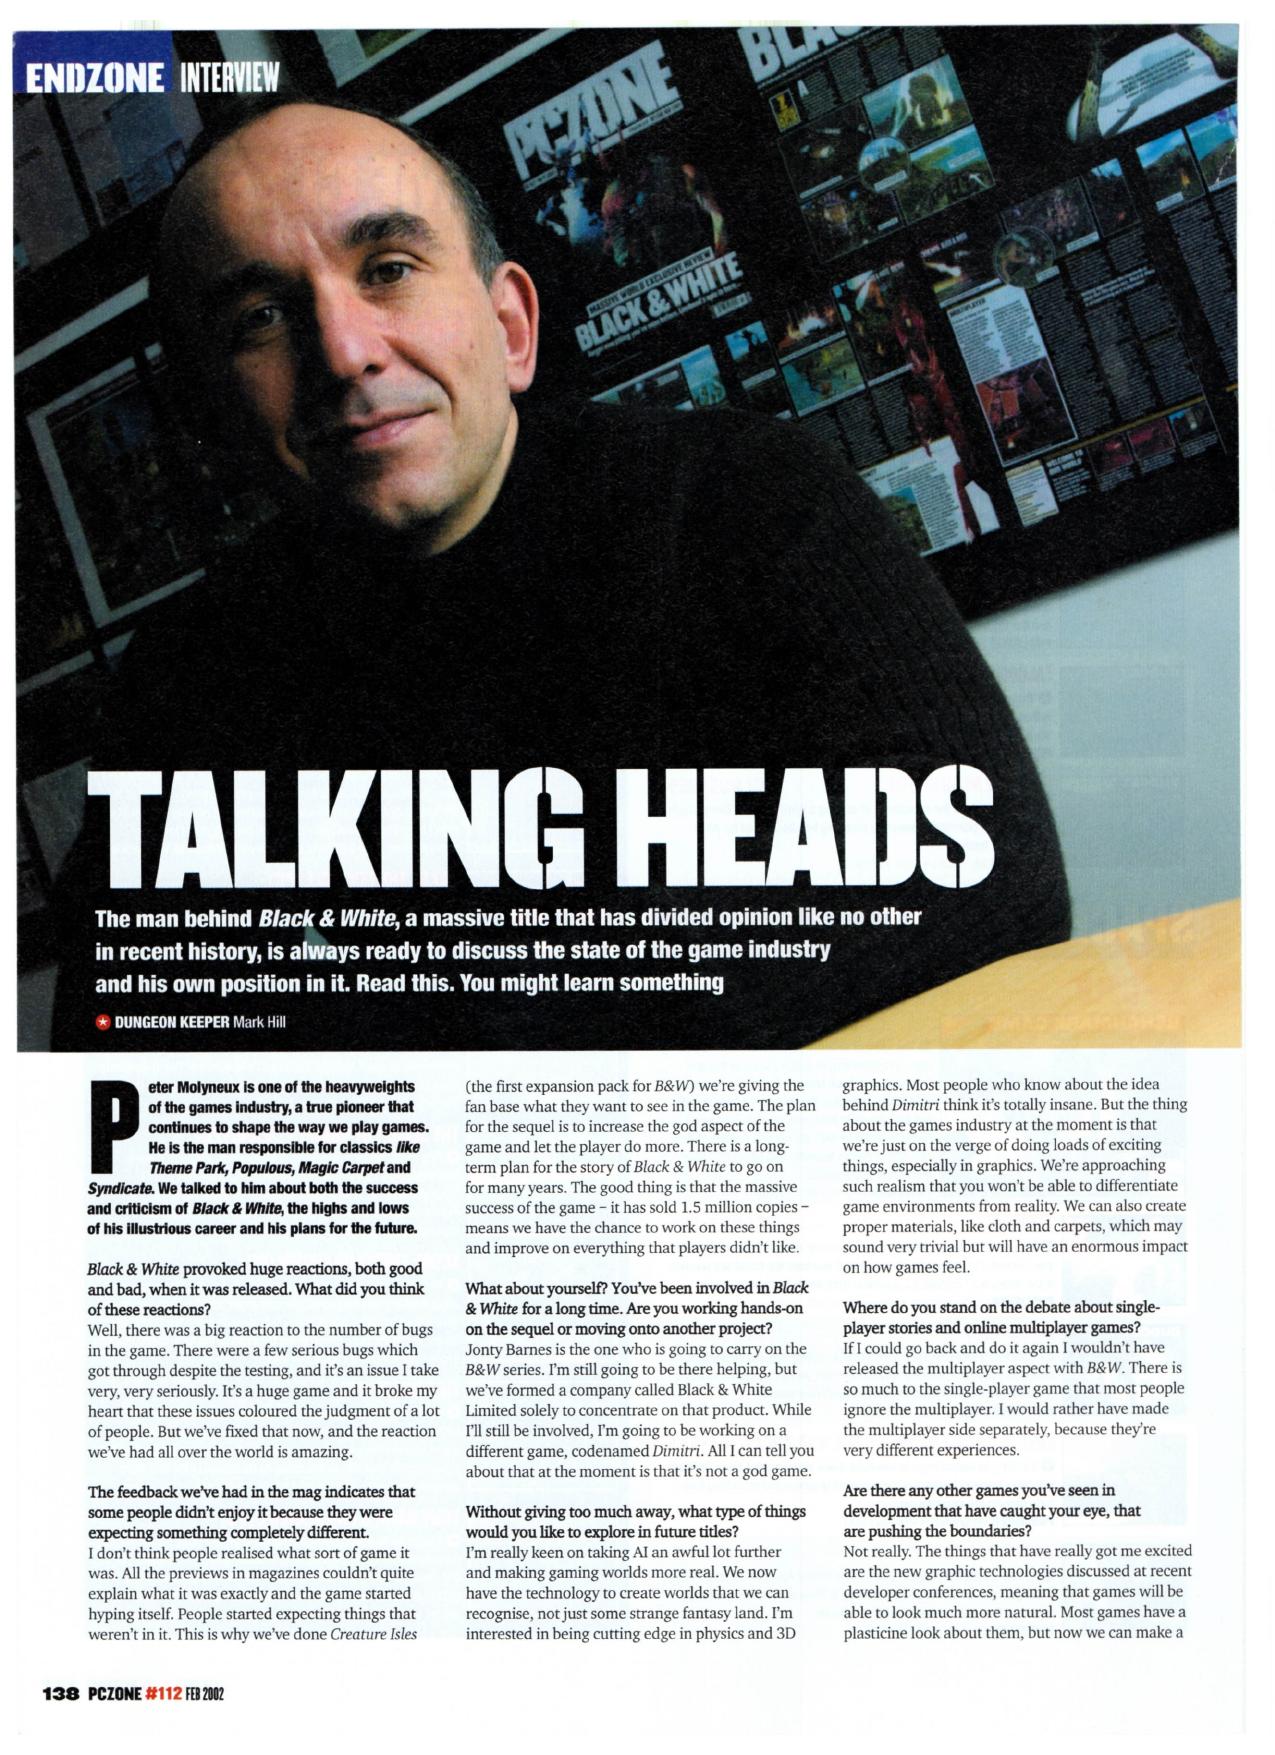 ENDZONE INTERVIEW
PCZONE
BLACK
MASSIVE WORLD EXCLUSIVE REVIEW
BLACK & WHITE
MULTIPLAYER
WELCOME TO
TALKING HEADS
The man behind Black & White, a massive title that has divided opinion like no other
in recent history, is always ready to discuss the state of the game industry
and his own position in it. Read this. You might learn something
DUNGEON KEEPER Mark Hill
Peter Molyneux is one of the heavyweights
of the games industry, a true pioneer that
continues to shape the way we play games.
He is the man responsible for classics like
Theme Park, Populous, Magic Carpet and
Syndicate. We talked to him about both the success
and criticism of Black & White, the highs and lows
of his illustrious career and his plans for the future.
Black & White provoked huge reactions, both good
and bad, when it was released. What did you think
of these reactions?
Well, there was a big reaction to the number of bugs
in the game. There were a few serious bugs which
got through despite the testing, and it's an issue I take
very, very seriously. It's a huge game and it broke my
heart that these issues coloured the judgment of a lot
of people. But we've fixed that now, and the reaction
we've had all over the world is amazing.
The feedback we've had in the mag indicates that
some people didn't enjoy it because they were
expecting something completely different.
I don't think people realised what sort of game it
was. All the previews in magazines couldn't quite
explain what it was exactly and the game started
hyping itself. People started expecting things that
weren't in it. This is why we've done Creature Isles
(the first expansion pack for B&W) we're giving the
fan base what they want to see in the game. The plan
for the sequel is to increase the god aspect of the
game and let the player do more. There is a long-
term plan for the story of Black & White to go on
for many years. The good thing is that the massive
success of the game – it has sold 1.5 million copies –
means we have the chance to work on these things
and improve on everything that players didn't like.
What about yourself? You've been involved in Black
& White for a long time. Are you working hands-on
on the sequel or moving onto another project?
Jonty Barnes is the one who is going to carry on the
B&W series. I'm still going to be there helping, but
we've formed a company called Black & White
Limited solely to concentrate on that product. While
I'll still be involved, I'm going to be working on a
different game, codenamed Dimitri. All I can tell you
about that at the moment is that it's not a god game.
Without giving too much away, what type of things
would you like to explore in future titles?
I'm really keen on taking AI an awful lot further
and making gaming worlds more real. We now
have the technology to create worlds that we can
recognise, not just some strange fantasy land. I'm
interested in being cutting edge in physics and 3D
graphics. Most people who know about the idea
behind Dimitri think it's totally insane. But the thing
about the games industry at the moment is that
we're just on the verge of doing loads of exciting
things, especially in graphics. We're approaching
such realism that you won't be able to differentiate
game environments from reality. We can also create
proper materials, like cloth and carpets, which may
sound very trivial but will have an enormous impact
on how games feel.
Where do you stand on the debate about single-
player stories and online multiplayer games?
If I could go back and do it again I wouldn't have
released the multiplayer aspect with B&W. There is
so much to the single-player game that most people
ignore the multiplayer. I would rather have made
the multiplayer side separately, because they're
very different experiences.
Are there any other games you've seen in
development that have caught your eye, that
are pushing the boundaries?
Not really. The things that have really got me excited
are the new graphic technologies discussed at recent
developer conferences, meaning that games will be
able to look much more natural. Most games have a
plasticine look about them, but now we can make a
138 PCZONE #112 FEB 2002